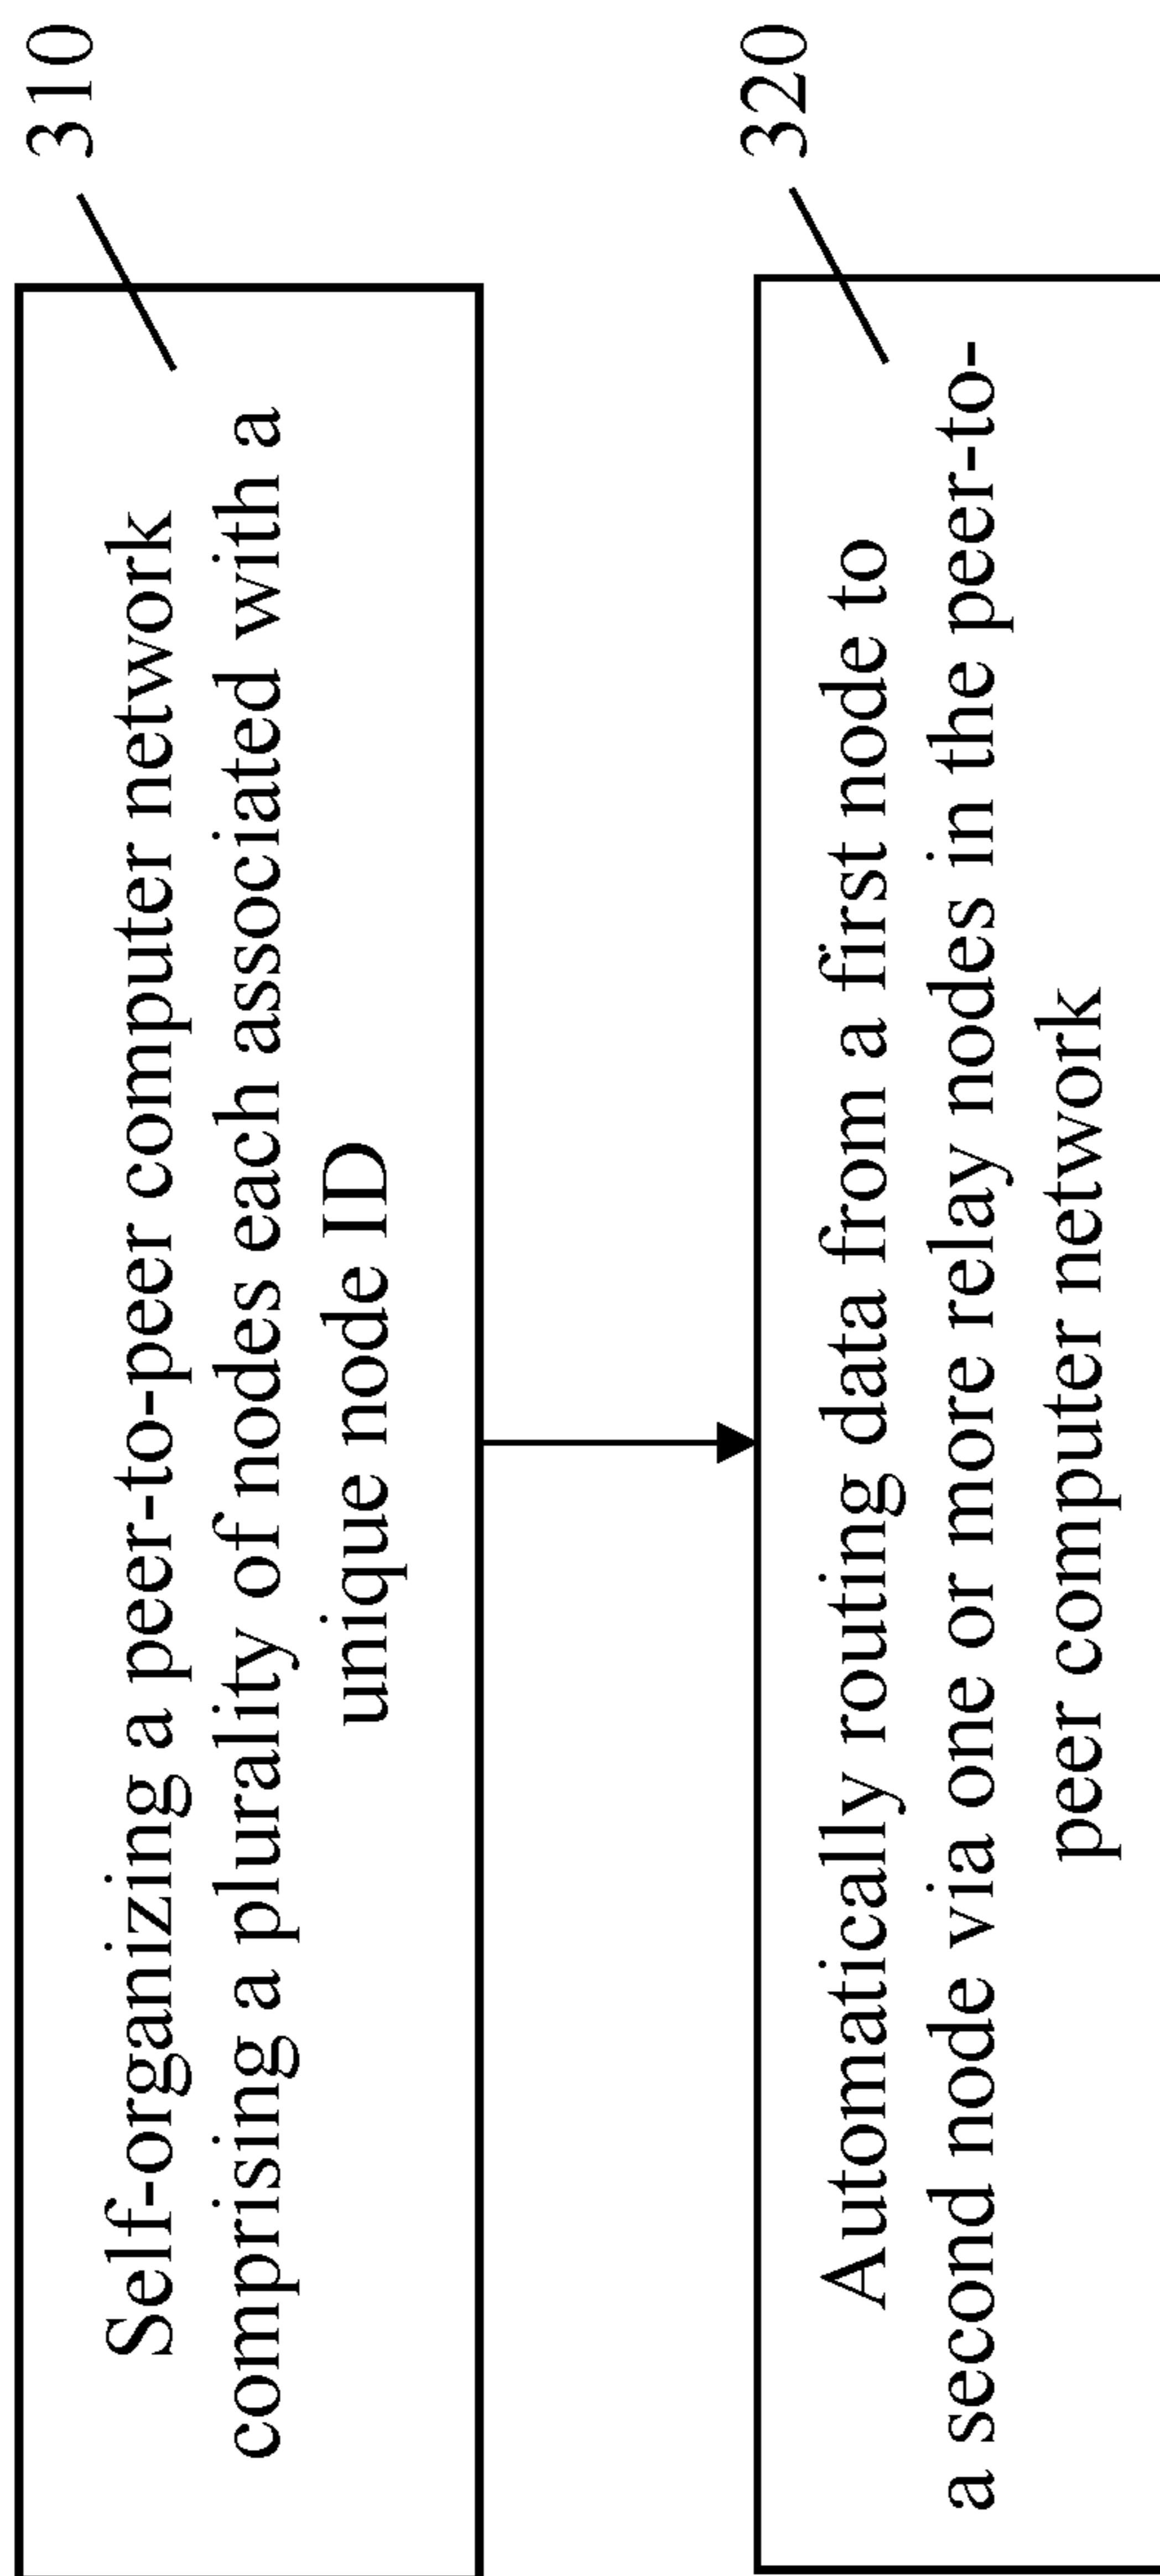 310
Self-organizing a peer-to-peer computer network
comprising a plurality of nodes each associated with a
unique node ID
320
Automatically routing data from a first node to
a second node via one or more relay nodes in the peer-to-
peer computer network